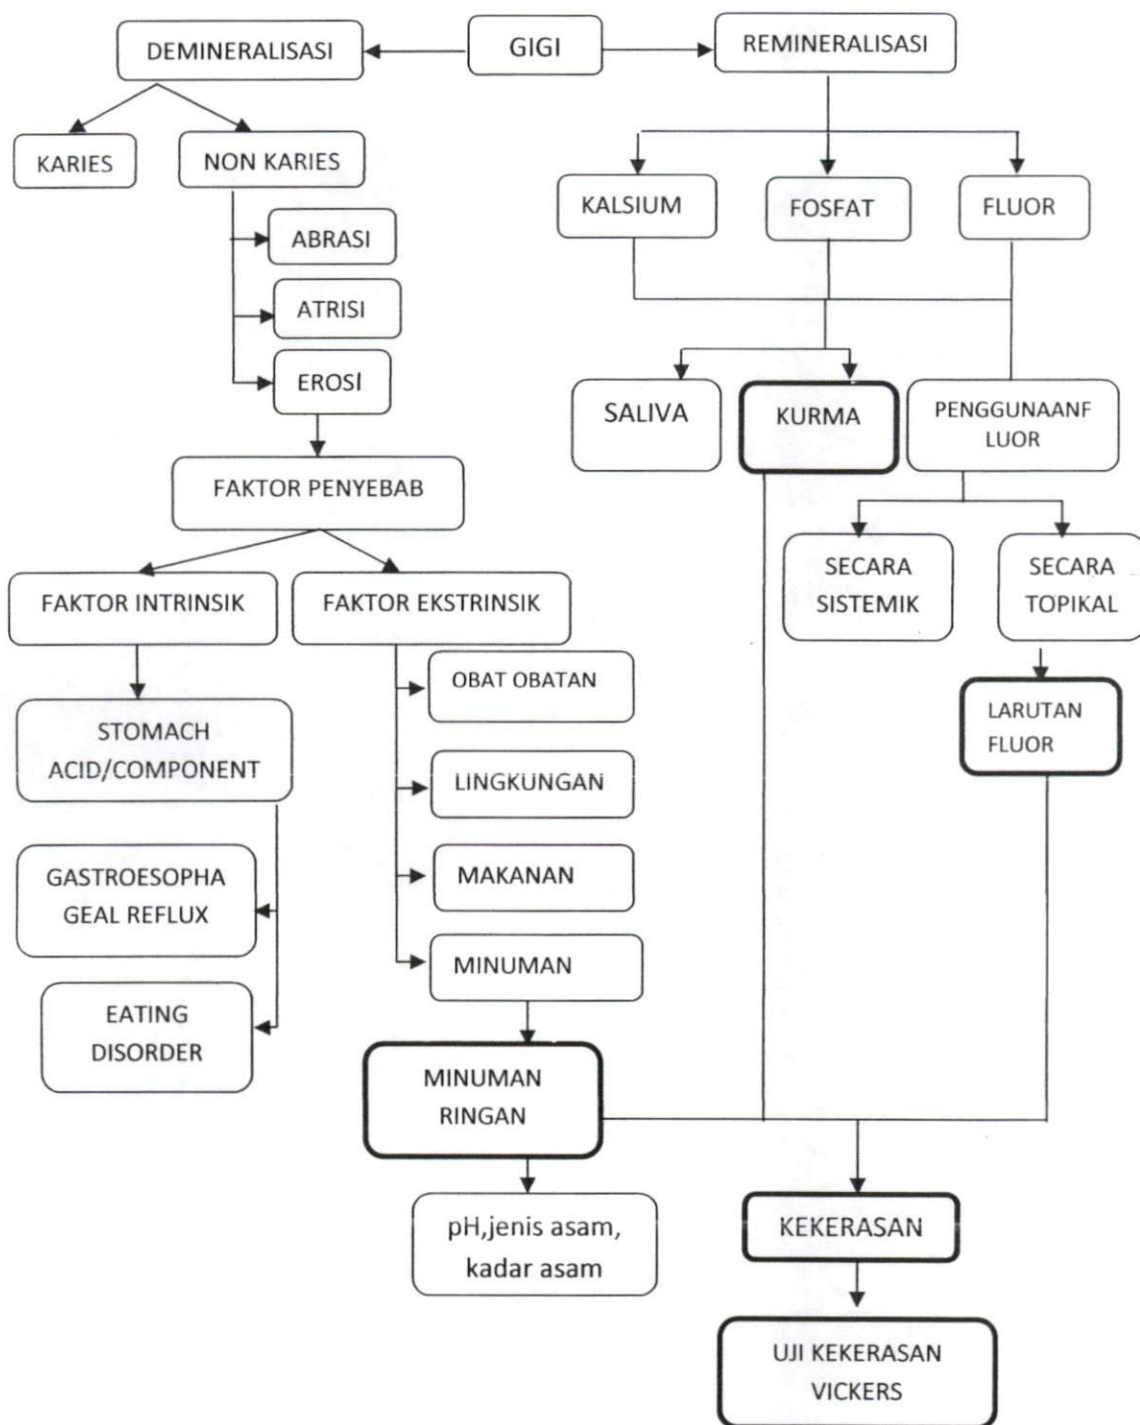 DEMINERALISASI
GIGI
REMINERALISASI
KARIES
NON KARIES
ABRASI
ATRISI
EROSI
FAKTOR PENYEBAB
FAKTOR INTRINSIK
FAKTOR EKSTRINSIK
STOMACH
ACID/COMPONENT
GASTROESOPHA
GEAL REFLUX
EATING
DISORDER
OBAT OBATAN
LINGKUNGAN
MAKANAN
MINUMAN
MINUMAN
RINGAN
pH,jenis asam,
kadar asam
KALSIUM
FOSFAT
FLUOR
SALIVA
KURMA
PENGGUNAANF
LUOR
SECARA
SISTEMIK
SECARA
TOPIKAL
LARUTAN
FLUOR
KEKERASAN
UJI KEKERASAN
VICKERS